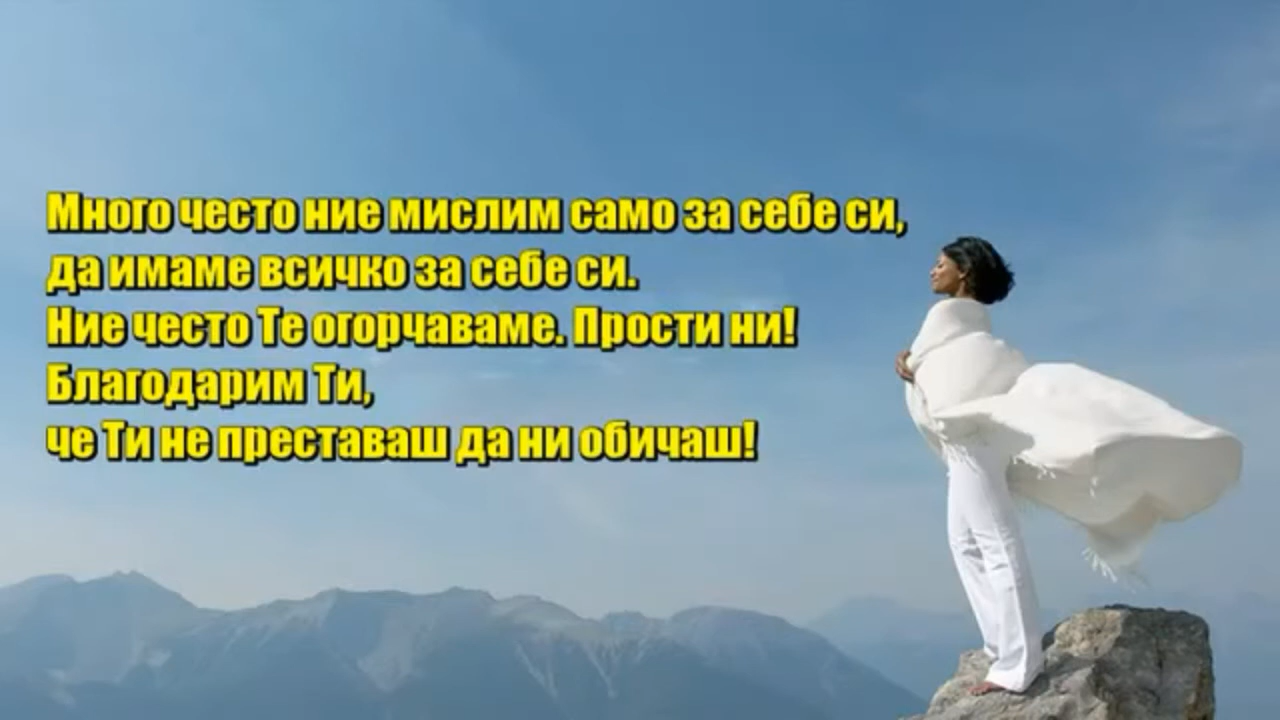 Много често ние мислим само за себе си,
да имаме всичко за себе си.
Ние често Те огорчаваме. Прости ни!
Благодарим Ти,
че Ти не преставаш да ни обичаш!